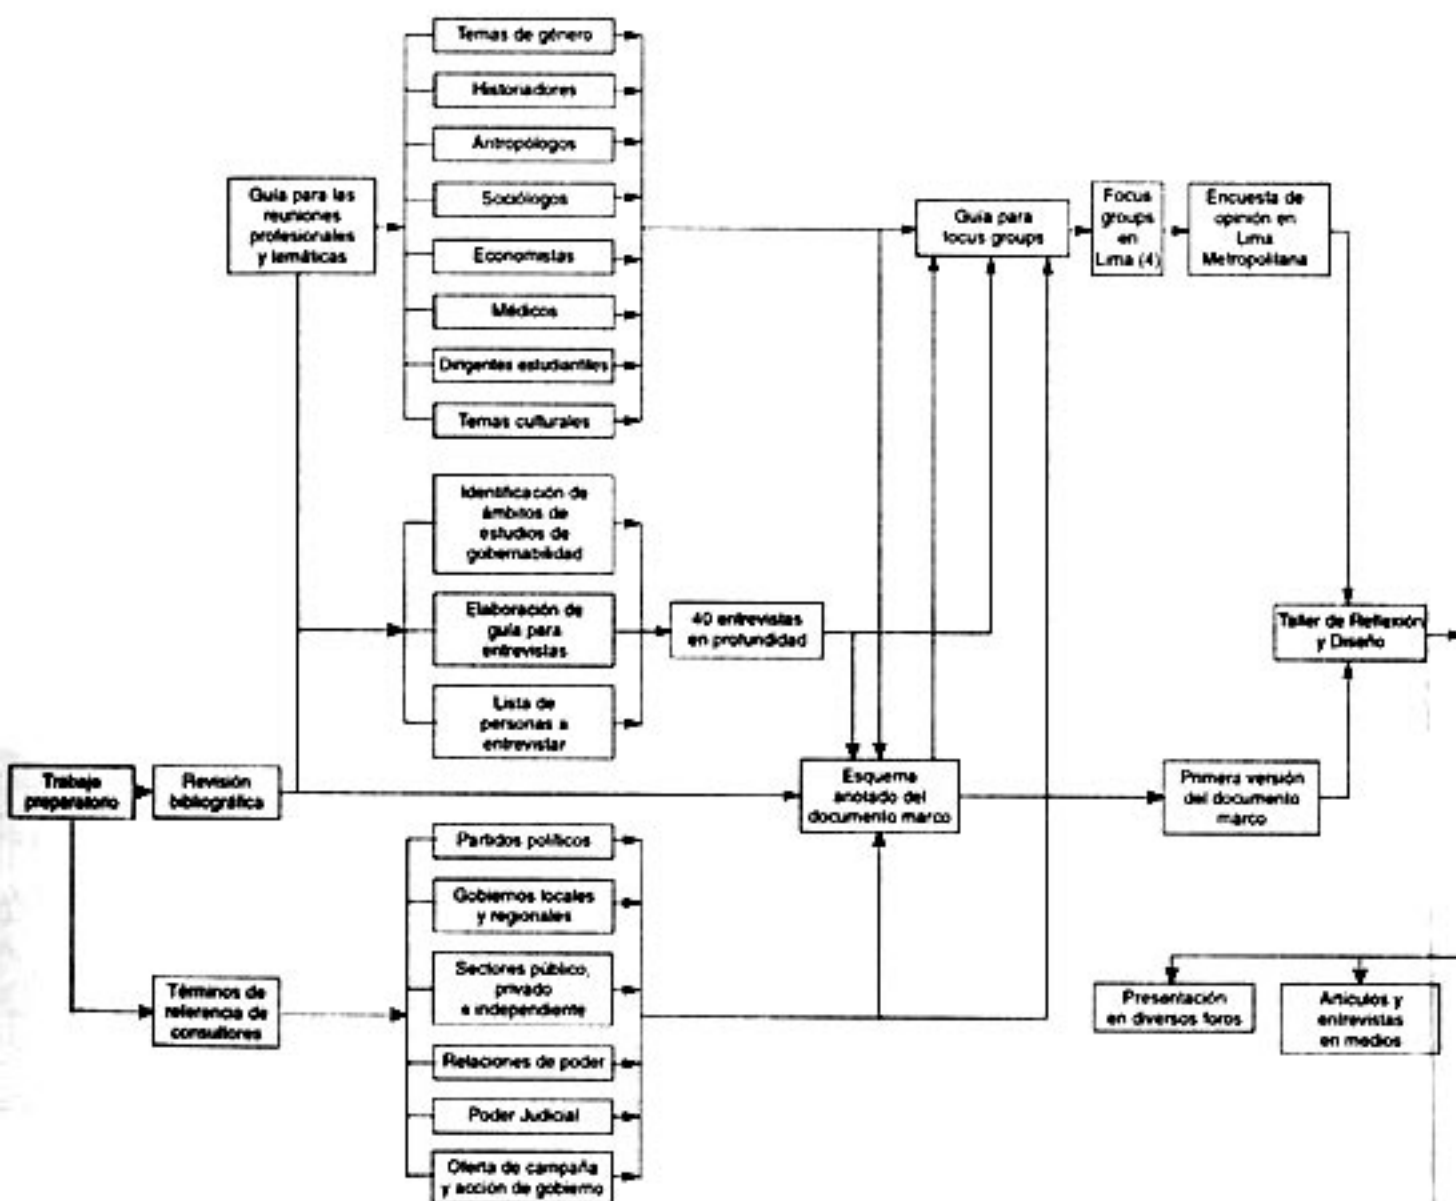 Temas de género
Historiadores
Antropólogos
Sociólogos
Economistas
Médicos
Dirigentes estudiantiles
Temas culturales
Guía para las
reuniones
profesionales
y temáticas
Identificación de
ámbitos de
estudios de
gobernabilidad
Elaboración de
guía para
entrevistas
Lista de
personas a
entrevistar
40 entrevistas
en profundidad
Guía para
focus groups
Focus
groups
en
Lima (4)
Encuesta de
opinión en
Lima
Metropolitana
Taller de Reflexión
y Diseño
Trabajo
preparatorio
Revisión
bibliográfica
Esquema
anotado del
documento marco
Primera versión
del documento
marco
Partidos políticos
Gobiernos locales
y regionales
Sectores público,
privado
e independiente
Relaciones de poder
Poder Judicial
Oferta de campaña
y acción de gobierno
Términos de
referencia de
consultores
Presentación
en diversos foros
Artículos y
entrevistas
en medios